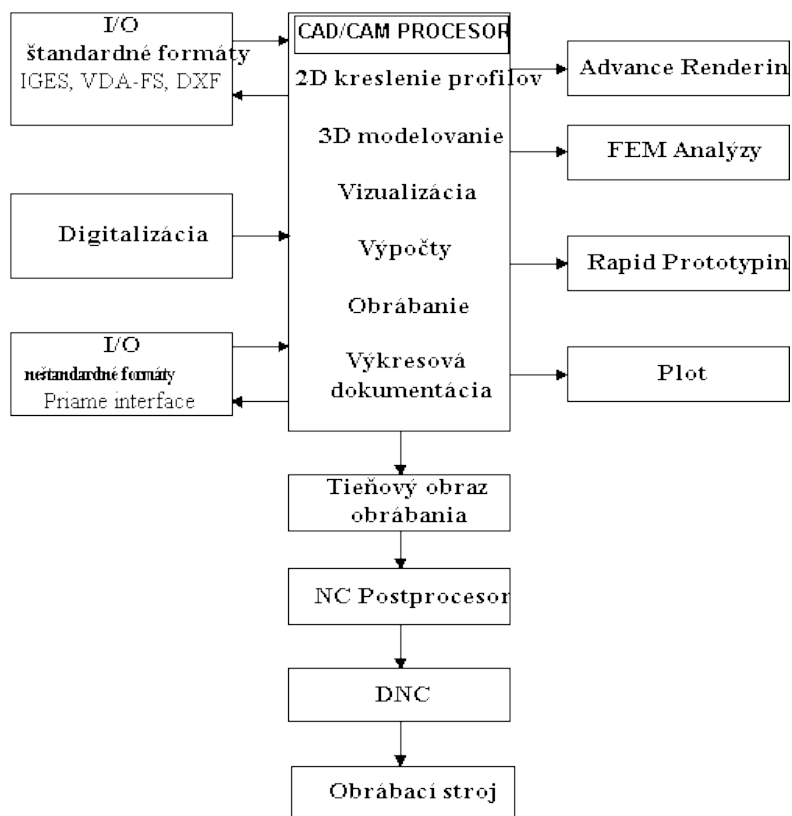 I/O
štandardné formáty
IGES, VDA-FS, DXF
Digitalizácia
I/O
neštandardné formáty
Priame interface
CAD/CAM PROCESOR
2D kreslenie profilov
3D modelovanie
Vizualizácia
Výpočty
Obrábanie
Výkresová
dokumentácia
Advance Renderin
FEM Analýzy
Rapid Prototypin
Plot
Tieňový obraz
obrábania
NC Postprocesor
DNC
Obrábací stroj